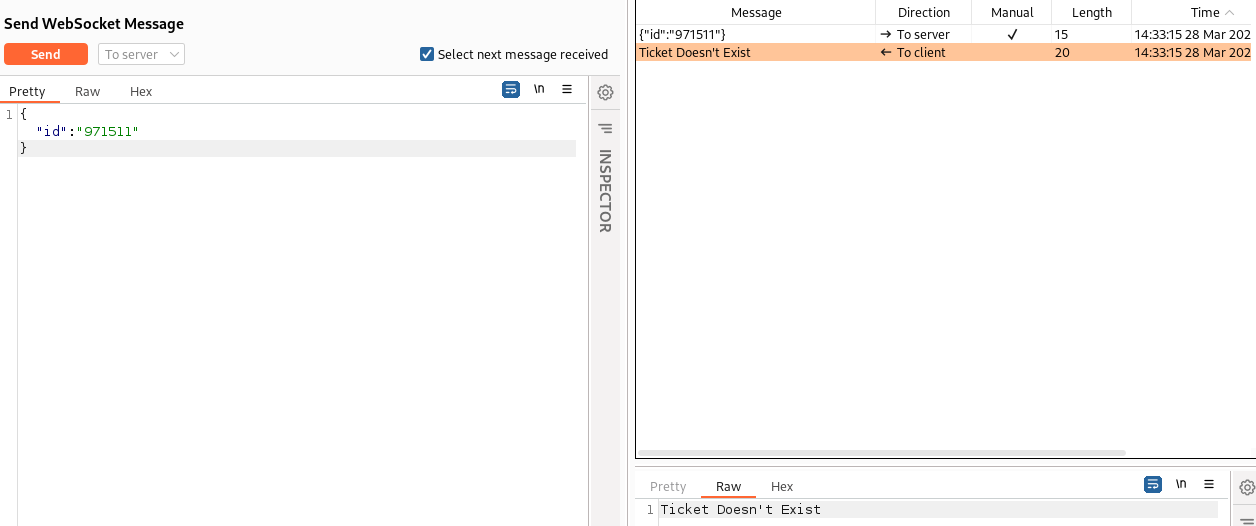 Send WebSocket Message
Send To server Select next message received
Pretty Raw Hex \n
1 {
"id":"971511"
}
INSPECTOR
Message Direction Manual Length Time
{"id":"971511"} → To server ✓ 15 14:33:15 28 Mar 202
Ticket Doesn't Exist ← To client 20 14:33:15 28 Mar 202
Pretty Raw Hex \n
1 Ticket Doesn't Exist